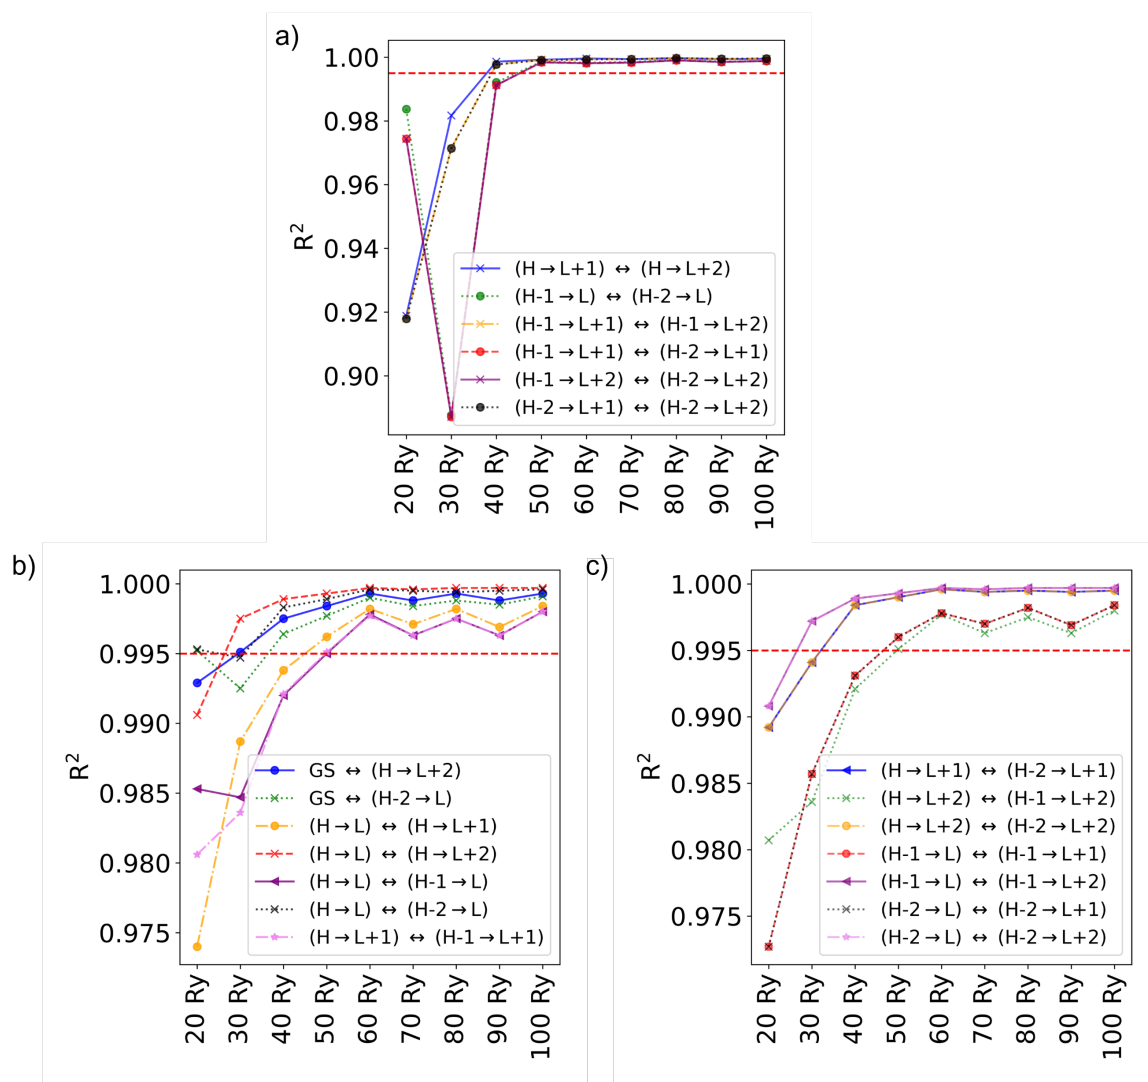 a)
R²
1.00
0.98
0.96
0.94
0.92
0.90
(H→L+1) ↔ (H→L+2)
(H-1→L) ↔ (H-2→L)
(H-1→L+1) ↔ (H-1→L+2)
(H-1→L+1) ↔ (H-2→L+1)
(H-1→L+2) ↔ (H-2→L+2)
(H-2→L+1) ↔ (H-2→L+2)
20 Ry
30 Ry
40 Ry
50 Ry
60 Ry
70 Ry
80 Ry
90 Ry
100 Ry
b)
R²
1.000
0.995
0.990
0.985
0.980
0.975
GS ↔ (H→L+2)
GS ↔ (H-2→L)
(H→L) ↔ (H→L+1)
(H→L) ↔ (H→L+2)
(H→L) ↔ (H-1→L)
(H→L) ↔ (H-2→L)
(H→L+1) ↔ (H-1→L+1)
20 Ry
30 Ry
40 Ry
50 Ry
60 Ry
70 Ry
80 Ry
90 Ry
100 Ry
c)
R²
1.000
0.995
0.990
0.985
0.980
0.975
(H→L+1) ↔ (H-2→L+1)
(H→L+2) ↔ (H-1→L+2)
(H→L+2) ↔ (H-2→L+2)
(H-1→L) ↔ (H-1→L+1)
(H-1→L) ↔ (H-1→L+2)
(H-2→L) ↔ (H-2→L+1)
(H-2→L) ↔ (H-2→L+2)
20 Ry
30 Ry
40 Ry
50 Ry
60 Ry
70 Ry
80 Ry
90 Ry
100 Ry